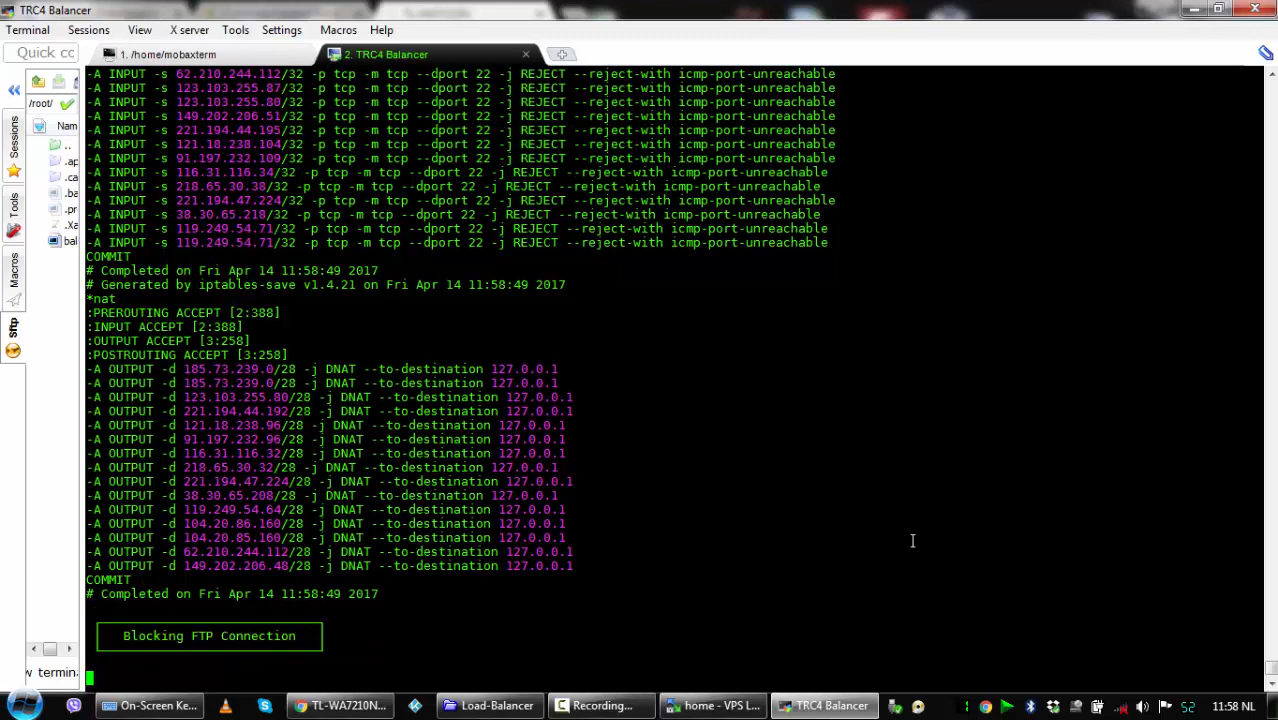 TRC4 Balancer
Terminal Sessions View X server Tools Settings Macros Help
Quick cc
1. /home/mobaxterm
2. TRC4 Balancer
/root/
Nam
..
.ap
.ca
.ba
.pr
.Xa
bal
Sessions
Tools
Macros
Sftp
-A INPUT -s 62.210.244.112/32 -p tcp -m tcp --dport 22 -j REJECT --reject-with icmp-port-unreachable
-A INPUT -s 123.103.255.87/32 -p tcp -m tcp --dport 22 -j REJECT --reject-with icmp-port-unreachable
-A INPUT -s 123.103.255.80/32 -p tcp -m tcp --dport 22 -j REJECT --reject-with icmp-port-unreachable
-A INPUT -s 149.202.206.51/32 -p tcp -m tcp --dport 22 -j REJECT --reject-with icmp-port-unreachable
-A INPUT -s 221.194.44.195/32 -p tcp -m tcp --dport 22 -j REJECT --reject-with icmp-port-unreachable
-A INPUT -s 121.18.238.104/32 -p tcp -m tcp --dport 22 -j REJECT --reject-with icmp-port-unreachable
-A INPUT -s 91.197.232.109/32 -p tcp -m tcp --dport 22 -j REJECT --reject-with icmp-port-unreachable
-A INPUT -s 116.31.116.34/32 -p tcp -m tcp --dport 22 -j REJECT --reject-with icmp-port-unreachable
-A INPUT -s 218.65.30.38/32 -p tcp -m tcp --dport 22 -j REJECT --reject-with icmp-port-unreachable
-A INPUT -s 221.194.47.224/32 -p tcp -m tcp --dport 22 -j REJECT --reject-with icmp-port-unreachable
-A INPUT -s 38.30.65.218/32 -p tcp -m tcp --dport 22 -j REJECT --reject-with icmp-port-unreachable
-A INPUT -s 119.249.54.71/32 -p tcp -m tcp --dport 22 -j REJECT --reject-with icmp-port-unreachable
-A INPUT -s 119.249.54.71/32 -p tcp -m tcp --dport 22 -j REJECT --reject-with icmp-port-unreachable
COMMIT
# Completed on Fri Apr 14 11:58:49 2017
# Generated by iptables-save v1.4.21 on Fri Apr 14 11:58:49 2017
*nat
:PREROUTING ACCEPT [2:388]
:INPUT ACCEPT [2:388]
:OUTPUT ACCEPT [3:258]
:POSTROUTING ACCEPT [3:258]
-A OUTPUT -d 185.73.239.0/28 -j DNAT --to-destination 127.0.0.1
-A OUTPUT -d 185.73.239.0/28 -j DNAT --to-destination 127.0.0.1
-A OUTPUT -d 123.103.255.80/28 -j DNAT --to-destination 127.0.0.1
-A OUTPUT -d 221.194.44.192/28 -j DNAT --to-destination 127.0.0.1
-A OUTPUT -d 121.18.238.96/28 -j DNAT --to-destination 127.0.0.1
-A OUTPUT -d 91.197.232.96/28 -j DNAT --to-destination 127.0.0.1
-A OUTPUT -d 116.31.116.32/28 -j DNAT --to-destination 127.0.0.1
-A OUTPUT -d 218.65.30.32/28 -j DNAT --to-destination 127.0.0.1
-A OUTPUT -d 221.194.47.224/28 -j DNAT --to-destination 127.0.0.1
-A OUTPUT -d 38.30.65.208/28 -j DNAT --to-destination 127.0.0.1
-A OUTPUT -d 119.249.54.64/28 -j DNAT --to-destination 127.0.0.1
-A OUTPUT -d 104.20.86.160/28 -j DNAT --to-destination 127.0.0.1
-A OUTPUT -d 104.20.85.160/28 -j DNAT --to-destination 127.0.0.1
-A OUTPUT -d 62.210.244.112/28 -j DNAT --to-destination 127.0.0.1
-A OUTPUT -d 149.202.206.48/28 -j DNAT --to-destination 127.0.0.1
COMMIT
# Completed on Fri Apr 14 11:58:49 2017
Blocking FTP Connection
w termina
On-Screen Ke... TL-WA7210N... Load-Balancer Recording... home - VPS L... TRC4 Balancer 52 11:58 NL